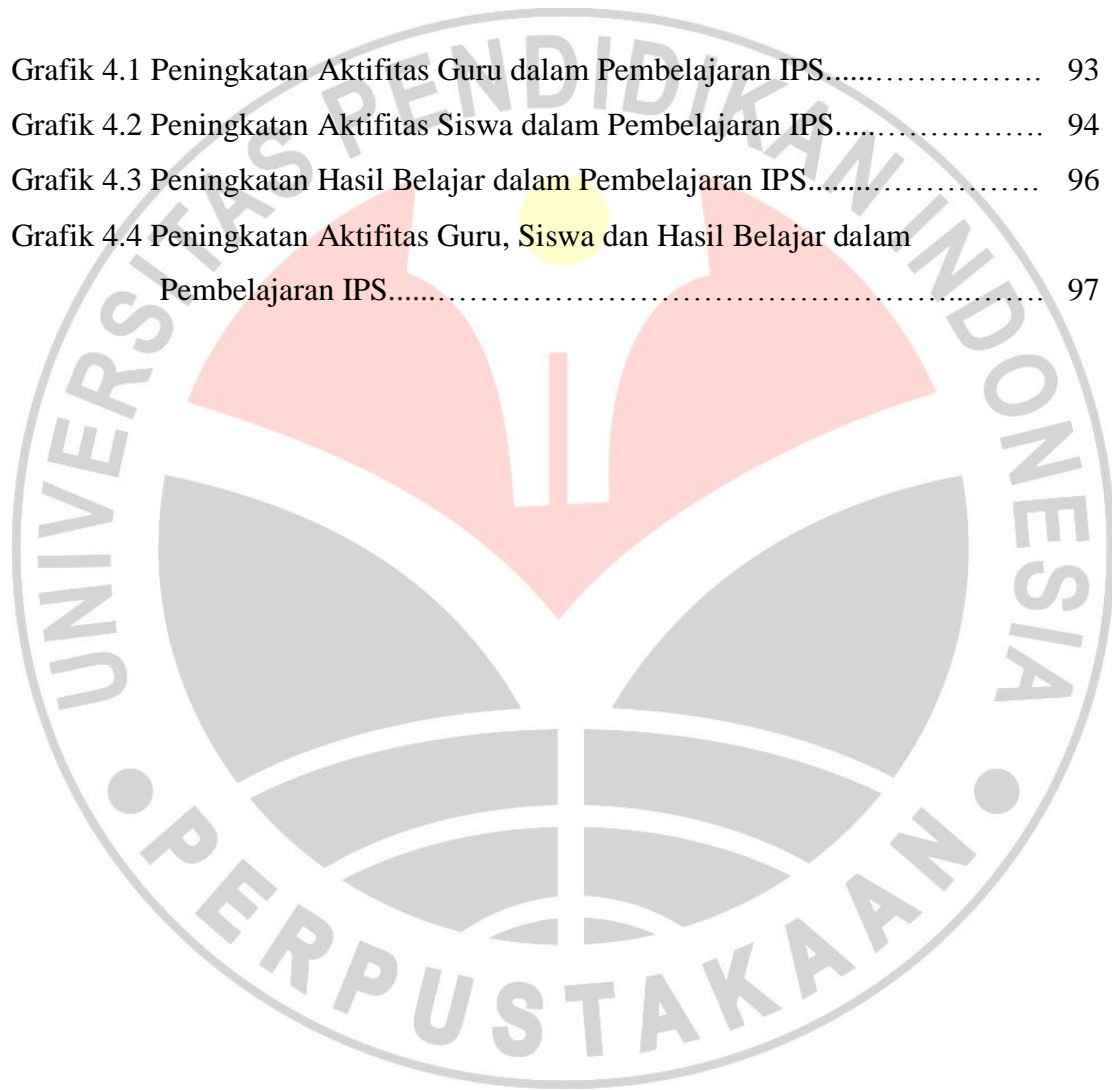 Grafik 4.1 Peningkatan Aktifitas Guru dalam Pembelajaran IPS......……………. 93
Grafik 4.2 Peningkatan Aktifitas Siswa dalam Pembelajaran IPS.....……………. 94
Grafik 4.3 Peningkatan Hasil Belajar dalam Pembelajaran IPS........……………. 96
Grafik 4.4 Peningkatan Aktifitas Guru, Siswa dan Hasil Belajar dalam
Pembelajaran IPS......……………………………………………...……. 97
UNIVERSITAS PENDIDIKAN INDONESIA
PERPUSTAKAAN